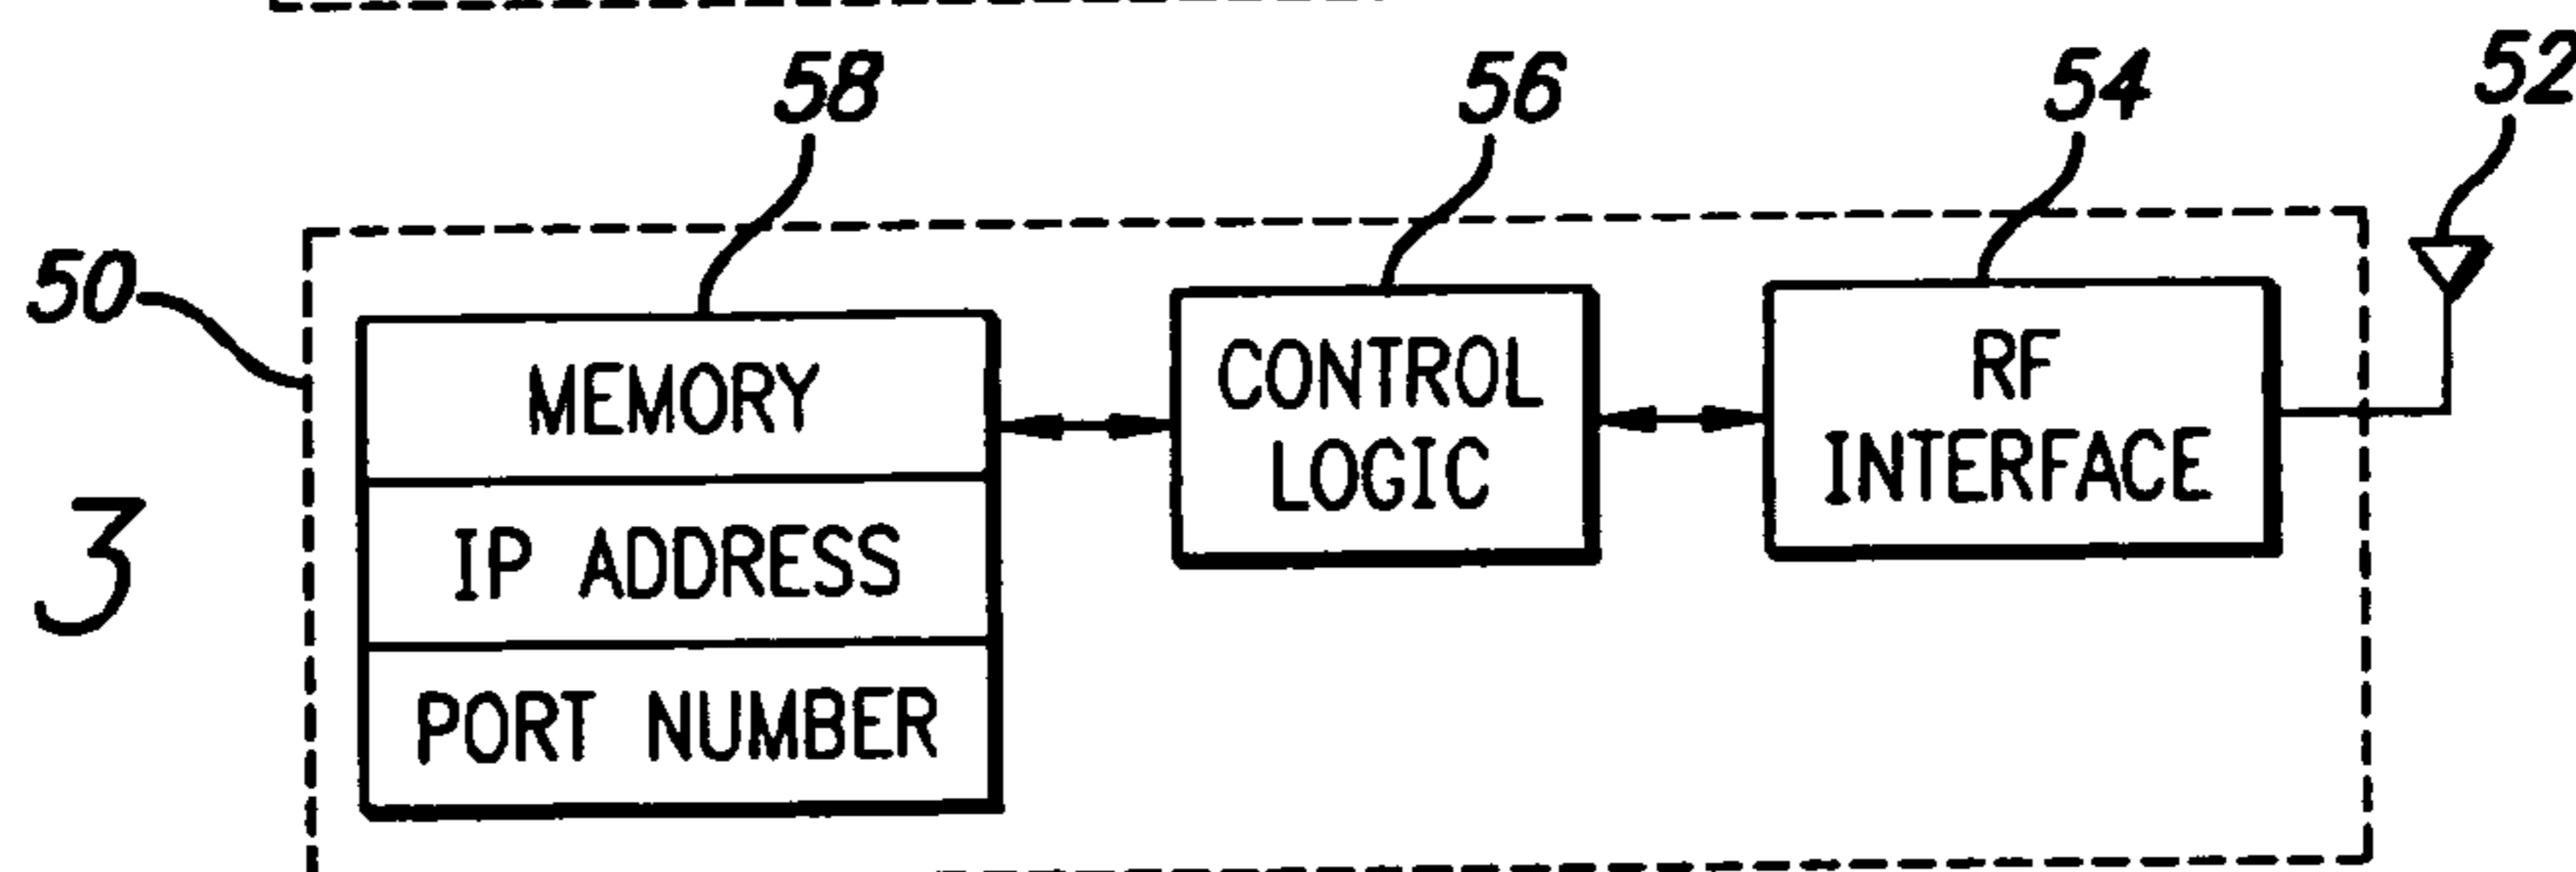 58 56 54 52
50
MEMORY
IP ADDRESS
PORT NUMBER
CONTROL
LOGIC
RF
INTERFACE
3